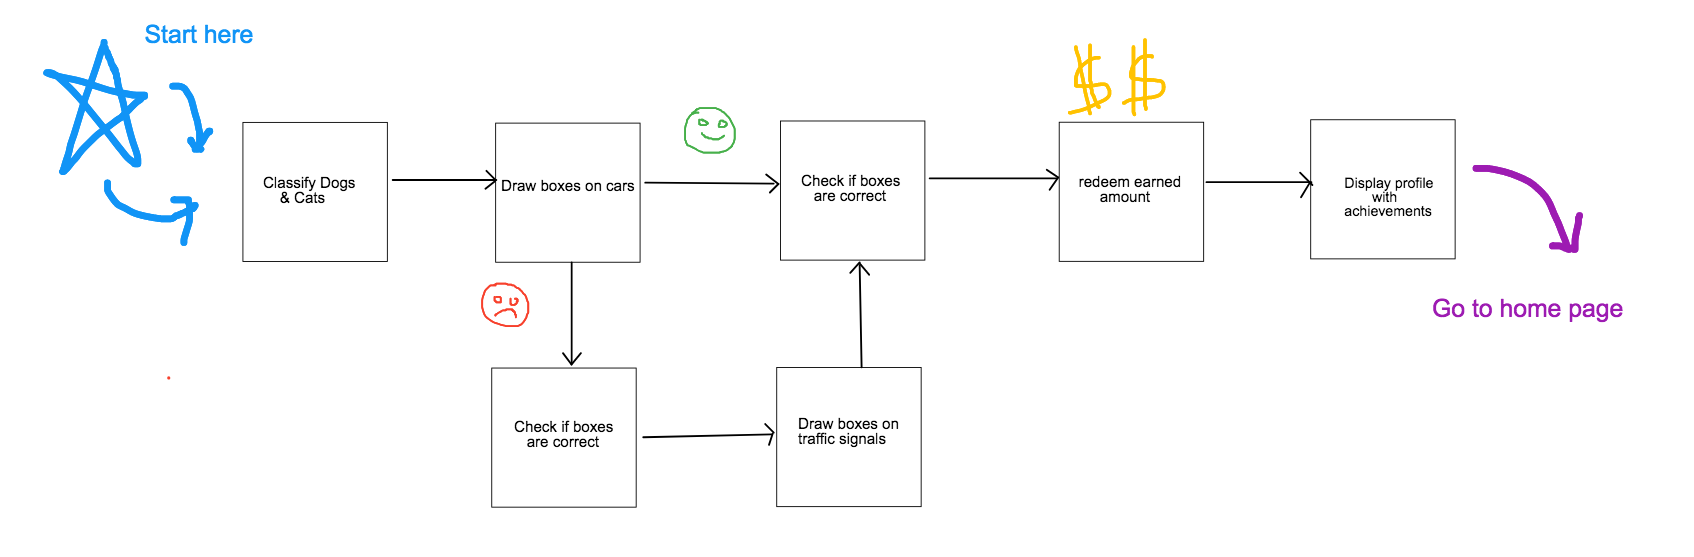 Start here
$$
Classify Dogs
& Cats
Draw boxes on cars
Check if boxes
are correct
redeem earned
amount
Display profile
with
achievements
Go to home page
Check if boxes
are correct
Draw boxes on
traffic signals